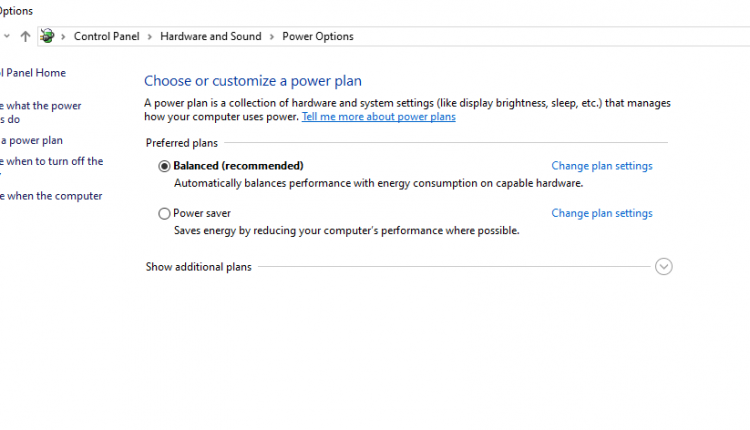 Options
Control Panel > Hardware and Sound > Power Options
l Panel Home
e what the power
s do
a power plan
e when to turn off the
e when the computer
Choose or customize a power plan
A power plan is a collection of hardware and system settings (like display brightness, sleep, etc.) that manages
how your computer uses power. Tell me more about power plans
Preferred plans
Balanced (recommended) Change plan settings
Automatically balances performance with energy consumption on capable hardware.
Power saver Change plan settings
Saves energy by reducing your computer's performance where possible.
Show additional plans